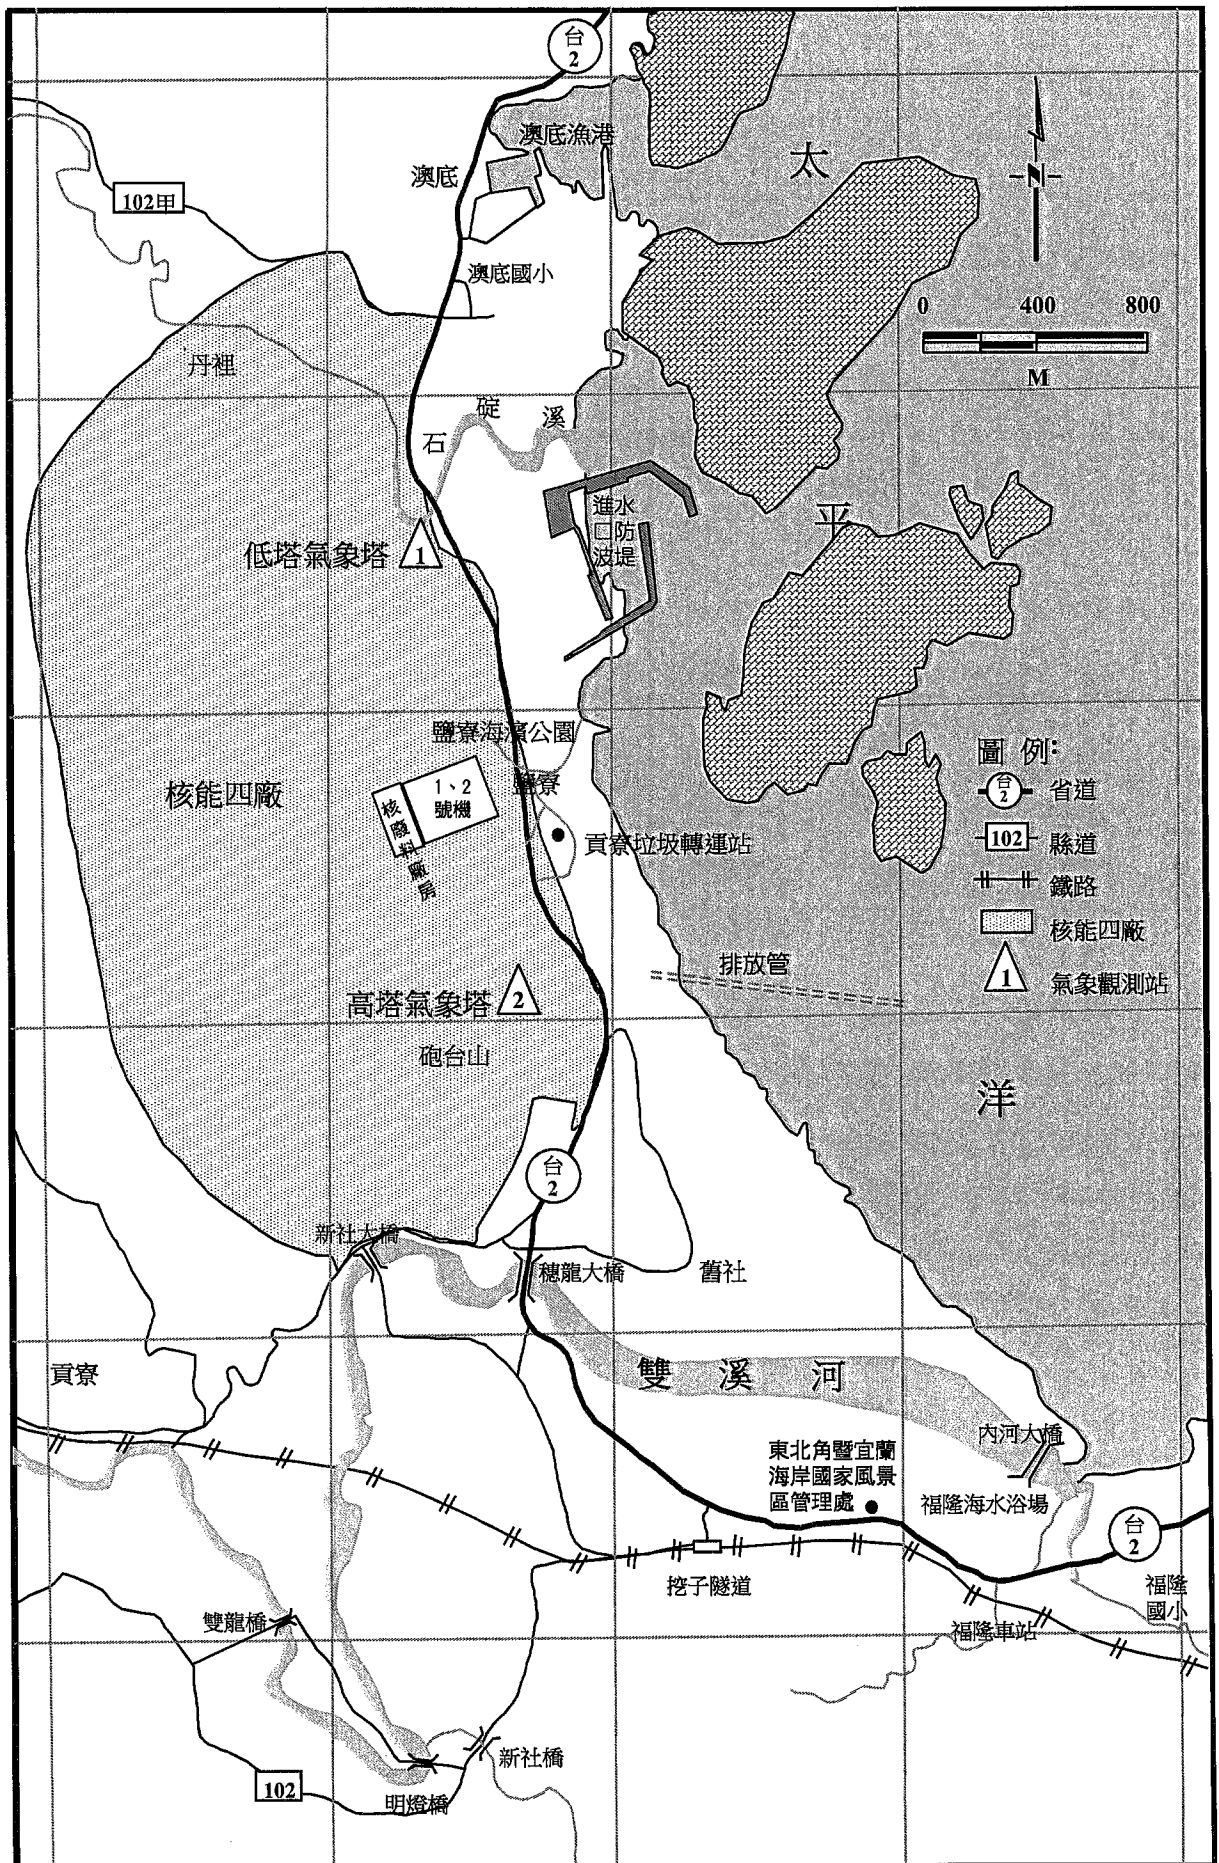 台
2
澳底漁港
太
澳底
102甲
N
澳底國小
0 400 800
M
丹裡
石 碇 溪
進水
口防
波堤
平
低塔氣象塔
1
鹽寮海濱公園
鹽寮
核能四廠
1、2
號機
核廢料廠房
貢寮垃圾轉運站
圖 例:
台
2
省道
102
縣道
鐵路
核能四廠
1
氣象觀測站
排放管
高塔氣象塔
2
砲台山
洋
台
2
新社大橋
穗龍大橋
舊社
貢寮
雙 溪 河
內河大橋
東北角暨宜蘭
海岸國家風景
區管理處
福隆海水浴場
台
2
挖子隧道
福隆
國小
雙龍橋
福隆車站
新社橋
102
明燈橋